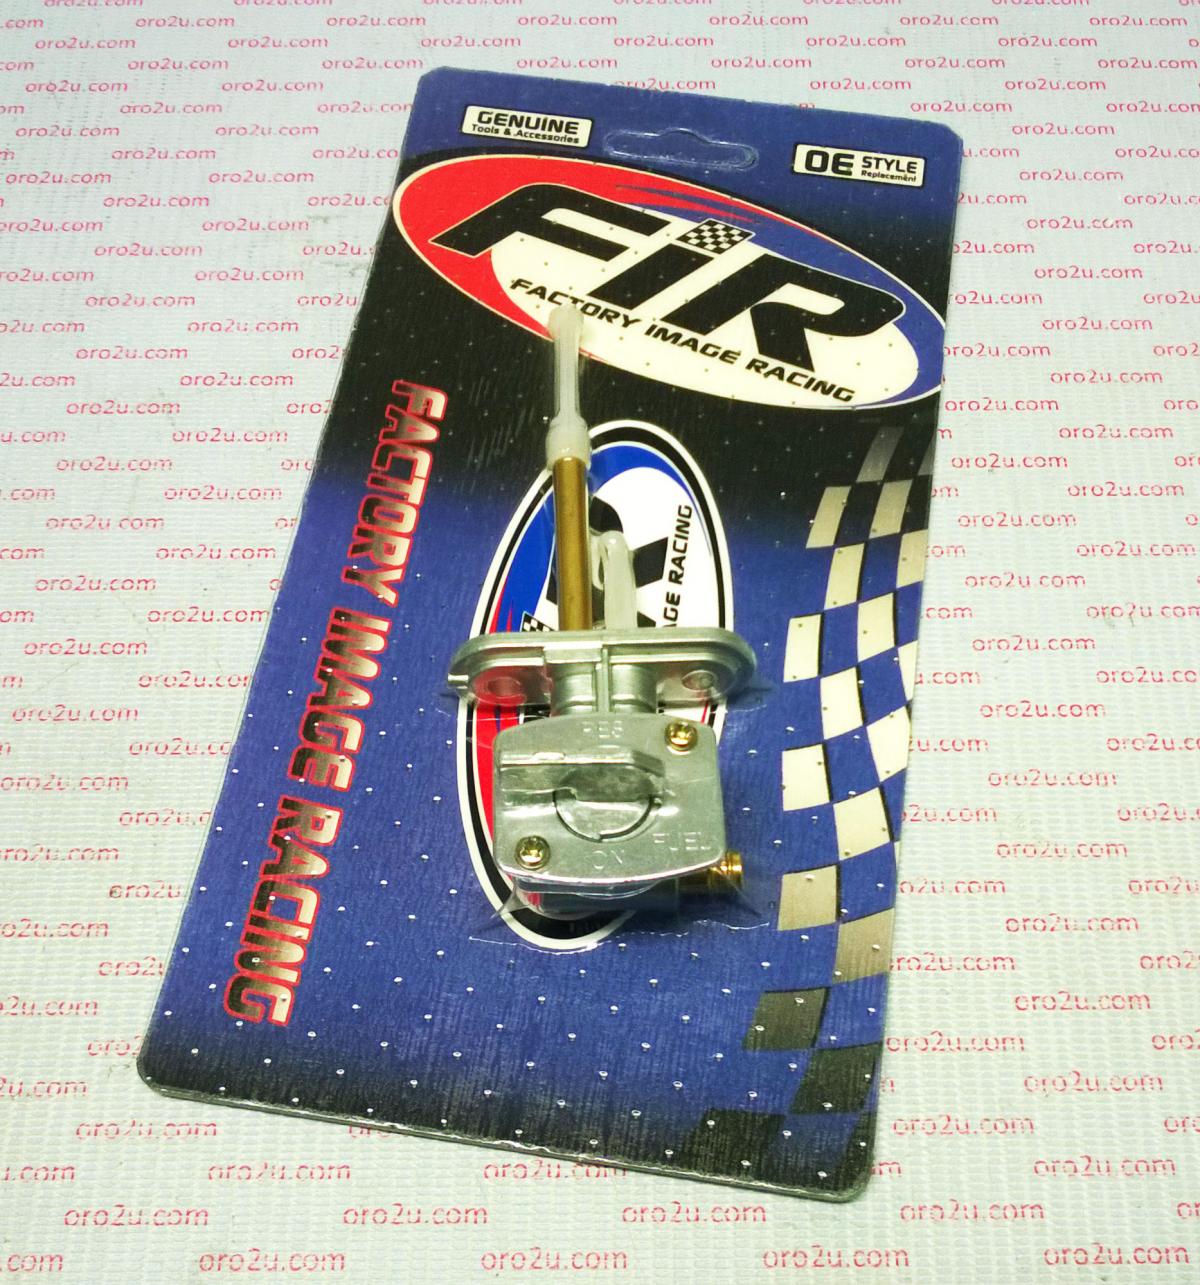 GENUINE
Tools & Accessories
OE STYLE
Replacement
FiR
FACTORY IMAGE RACING
FACTORY IMAGE RACING
AGE RACING
RES
FUEL
ON
oro2u.com